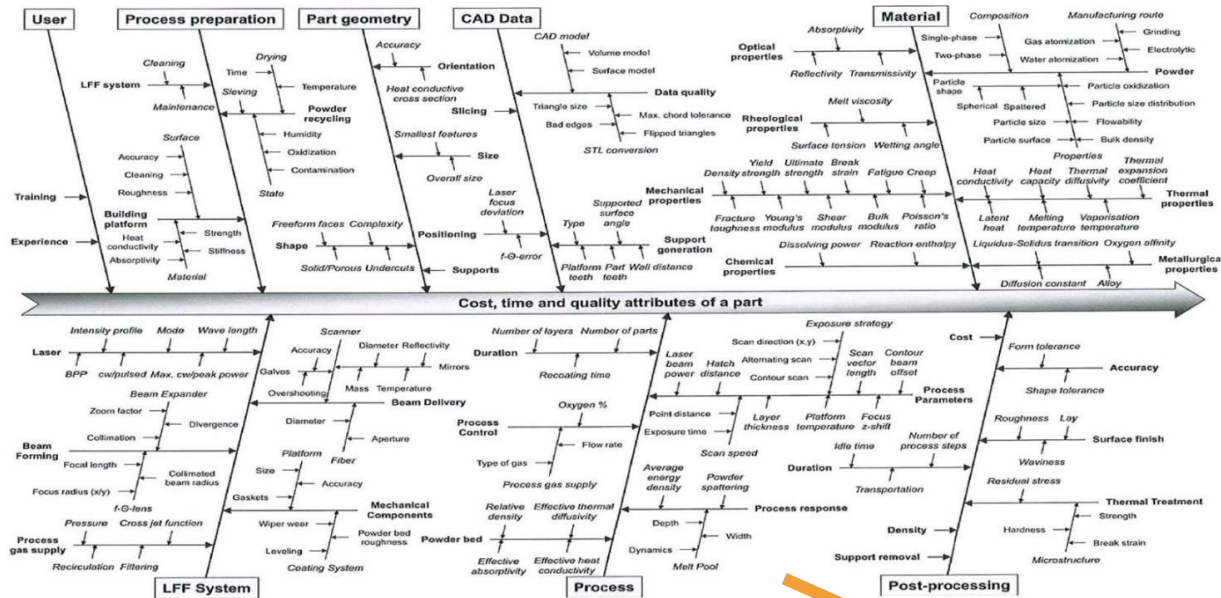 User
Process preparation
Part geometry
CAD Data
Material
Training
Experience
LFF system
Cleaning
Maintenance
Drying
Time
Temperature
Sieving
Powder recycling
Humidity
Oxidization
Contamination
State
Surface
Accuracy
Cleaning
Roughness
Building platform
Heat conductivity
Absorptivity
Strength
Stiffness
Material
Accuracy
Orientation
Heat conductive cross section
Smallest features
Size
Overall size
Freeform faces
Complexity
Shape
Solid/Porous
Undercuts
Supports
CAD model
Volume model
Surface model
Data quality
Slicing
Triangle size
Max. chord tolerance
Bad edges
Flipped triangles
STL conversion
Laser focus deviation
Positioning
f-Θ-error
Supported surface angle
Type
Support generation
Platform teeth
Part teeth
Wall distance
Absorptivity
Optical properties
Reflectivity
Transmissivity
Melt viscosity
Rheological properties
Surface tension
Wetting angle
Density
Yield strength
Ultimate strength
Break strain
Fatigue
Creep
Mechanical properties
Fracture toughness
Young's modulus
Shear modulus
Bulk modulus
Poisson's ratio
Dissolving power
Reaction enthalpy
Chemical properties
Composition
Single-phase
Two-phase
Manufacturing route
Grinding
Gas atomization
Electrolytic
Water atomization
Powder
Particle shape
Spherical
Spattered
Particle oxidization
Particle size distribution
Particle size
Flowability
Particle surface
Bulk density
Properties
Heat conductivity
Heat capacity
Thermal diffusivity
Thermal expansion coefficient
Thermal properties
Latent heat
Melting temperature
Vaporisation temperature
Liquidus-Solidus transition
Oxygen affinity
Metallurgical properties
Diffusion constant
Alloy
Cost, time and quality attributes of a part
Intensity profile
Mode
Wave length
Laser
BPP
cw/pulsed
Max. cw/peak power
Scanner
Accuracy
Galvos
Overshooting
Diameter
Reflectivity
Mirrors
Mass
Temperature
Beam Delivery
Diameter
Aperture
Fiber
Beam Expander
Zoom factor
Divergence
Collimation
Beam Forming
Focal length
Collimated beam radius
Focus radius (x/y)
f-Θ-lens
Platform
Size
Accuracy
Gaskets
Mechanical Components
Wiper wear
Powder bed roughness
Leveling
Coating System
Pressure
Cross jet function
Process gas supply
Recirculation
Filtering
LFF System
Number of layers
Number of parts
Duration
Recoating time
Exposure strategy
Scan direction (x,y)
Alternating scan
Contour scan
Laser beam power
Hatch distance
Scan vector length
Contour beam offset
Process Parameters
Point distance
Exposure time
Layer thickness
Platform temperature
Focus z-shift
Scan speed
Oxygen %
Process Control
Flow rate
Type of gas
Process gas supply
Average energy density
Powder spattering
Process response
Depth
Width
Dynamics
Melt Pool
Relative density
Effective thermal diffusivity
Powder bed
Effective absorptivity
Effective heat conductivity
Process
Cost
Form tolerance
Accuracy
Shape tolerance
Roughness
Lay
Surface finish
Waviness
Idle time
Number of process steps
Duration
Transportation
Residual stress
Thermal Treatment
Strength
Hardness
Break strain
Microstructure
Density
Support removal
Post-processing